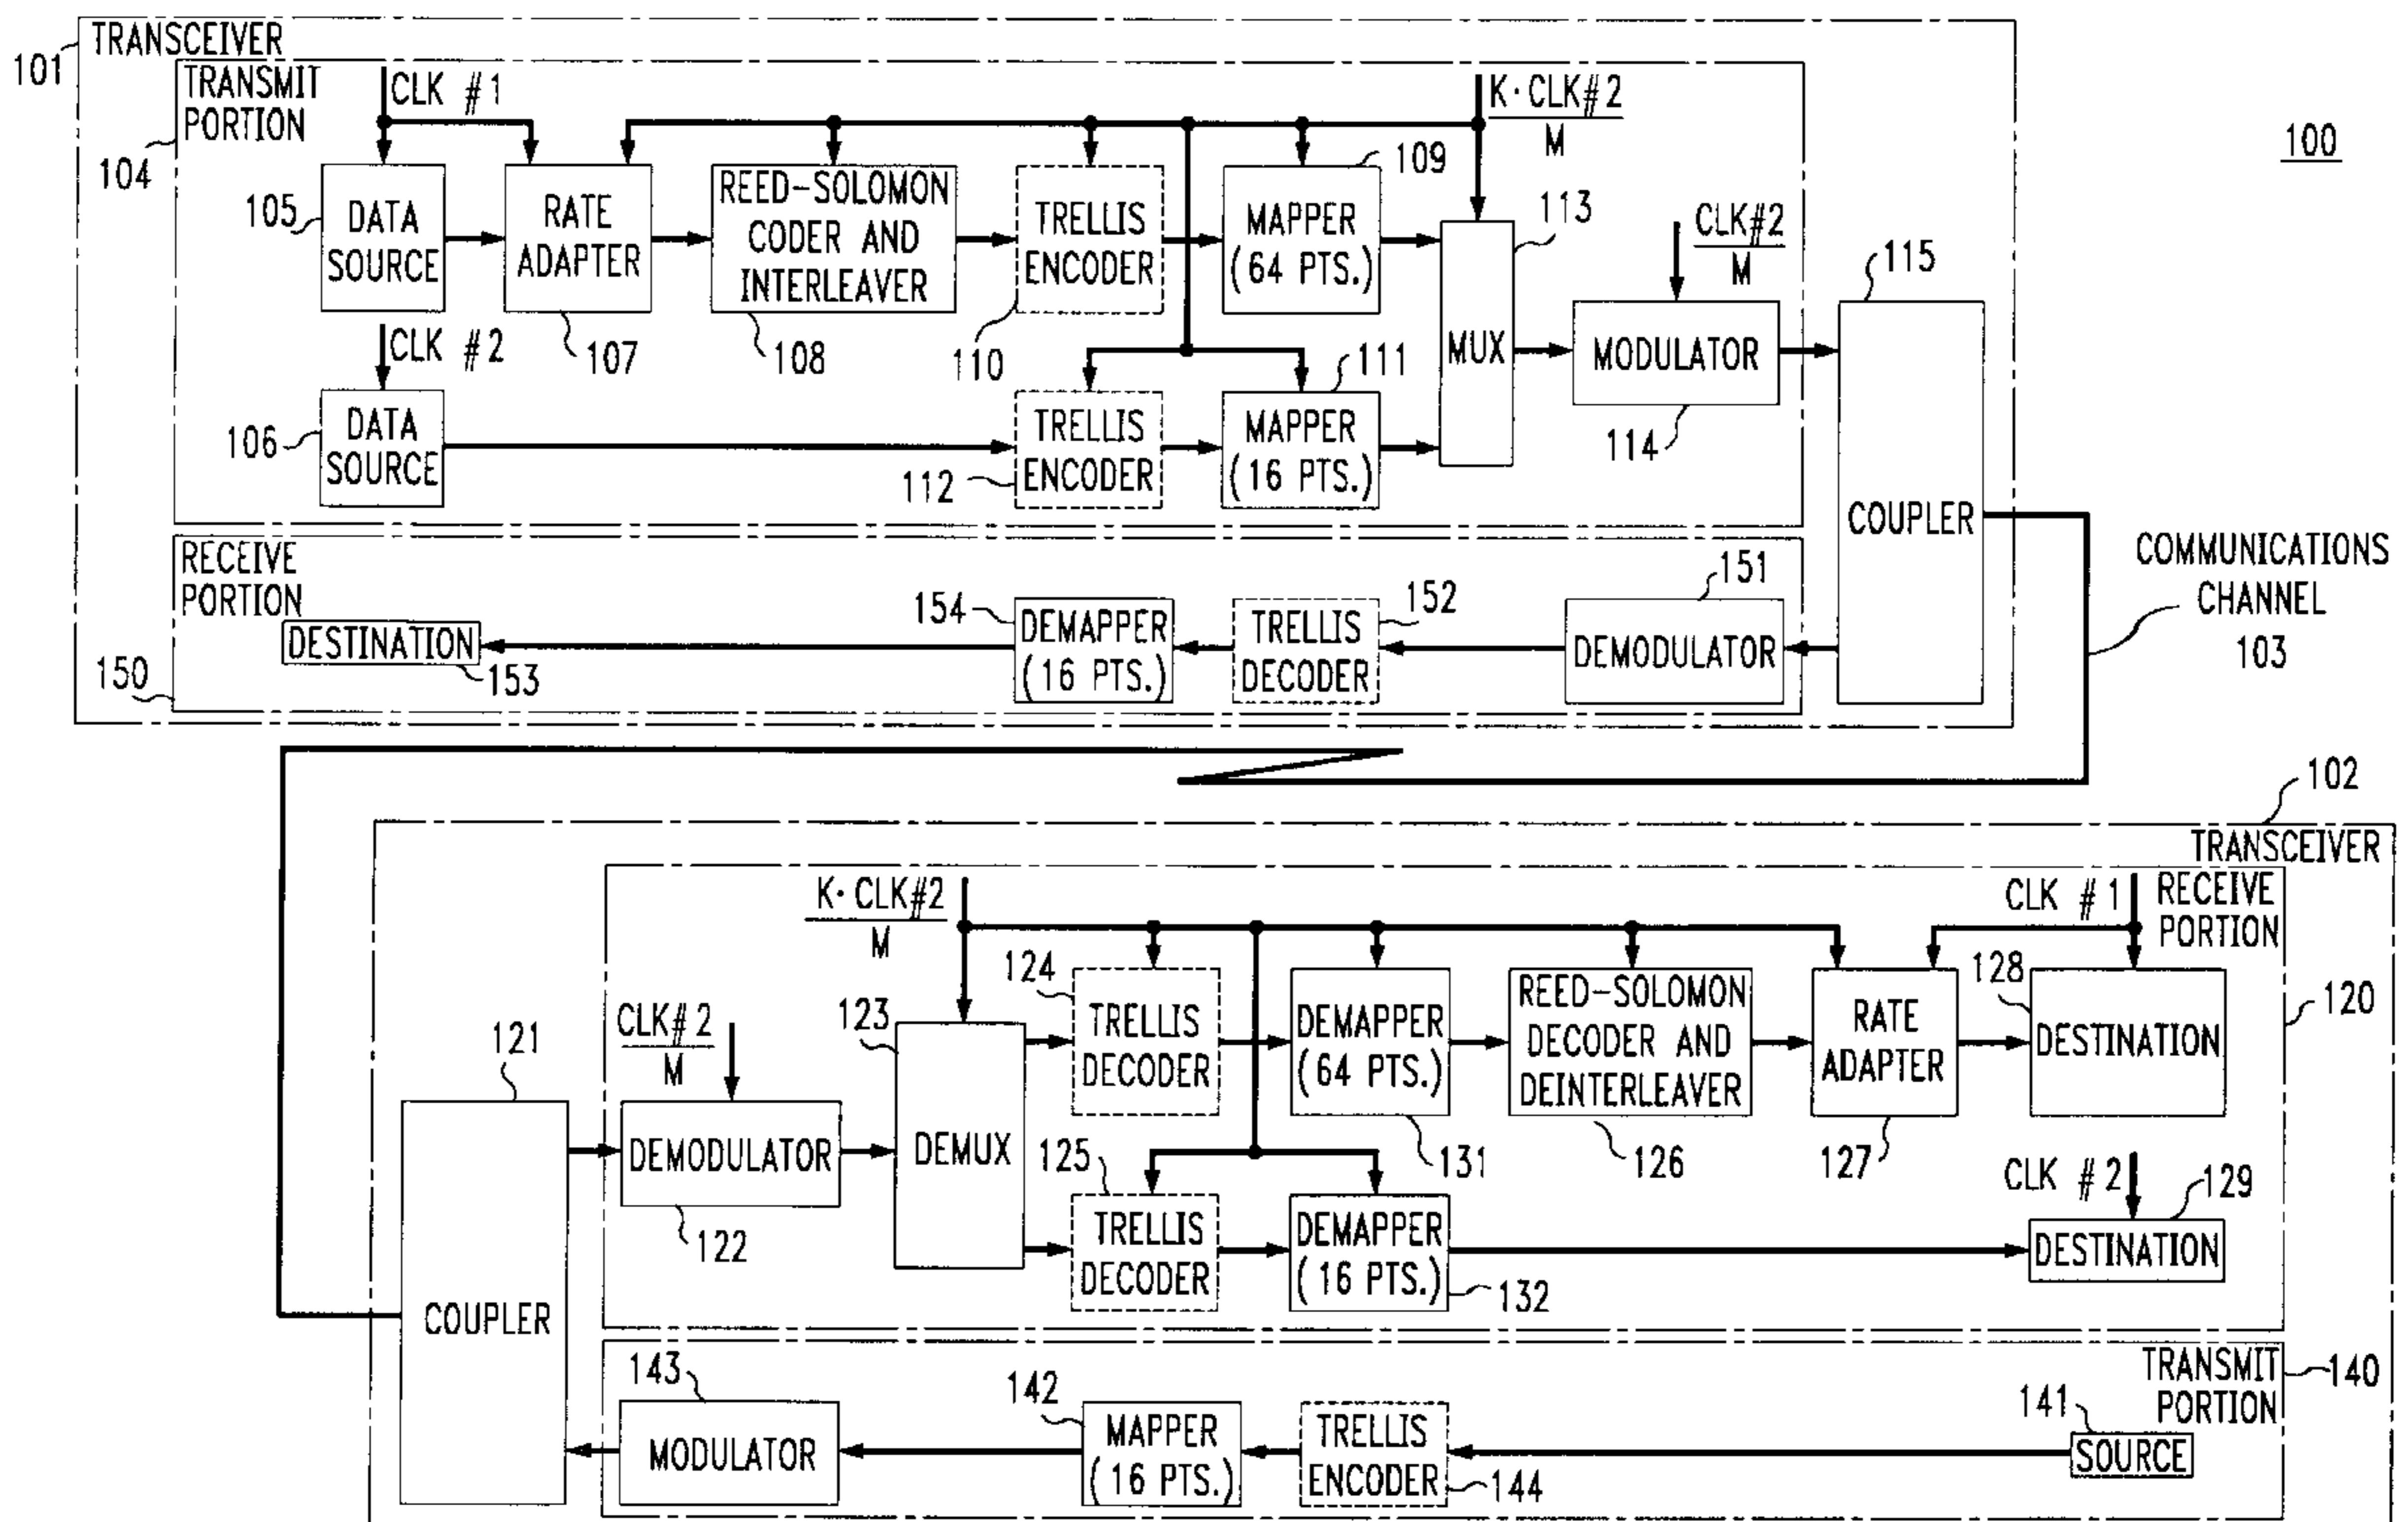 TRANSCEIVER
101
TRANSMIT
PORTION
104
CLK #1
K·CLK#2
M
100
109
105
DATA
SOURCE
RATE
ADAPTER
REED-SOLOMON
CODER AND
INTERLEAVER
TRELLIS
ENCODER
MAPPER
(64 PTS.)
113
CLK#2
M
115
107
108
110
CLK #2
111
MUX
MODULATOR
106
DATA
SOURCE
112
TRELLIS
ENCODER
MAPPER
(16 PTS.)
114
COUPLER
RECEIVE
PORTION
150
DESTINATION
153
154
DEMAPPER
(16 PTS.)
152
TRELLIS
DECODER
151
DEMODULATOR
COMMUNICATIONS
CHANNEL
103
102
TRANSCEIVER
K·CLK#2
M
CLK #1
RECEIVE
PORTION
120
121
CLK#2
M
123
124
TRELLIS
DECODER
DEMAPPER
(64 PTS.)
REED-SOLOMON
DECODER AND
DEINTERLEAVER
RATE
ADAPTER
128
DESTINATION
131
126
127
DEMODULATOR
122
DEMUX
125
TRELLIS
DECODER
DEMAPPER
(16 PTS.)
132
CLK #2
129
DESTINATION
COUPLER
TRANSMIT
PORTION
140
143
MODULATOR
142
MAPPER
(16 PTS.)
TRELLIS
ENCODER
144
141
SOURCE